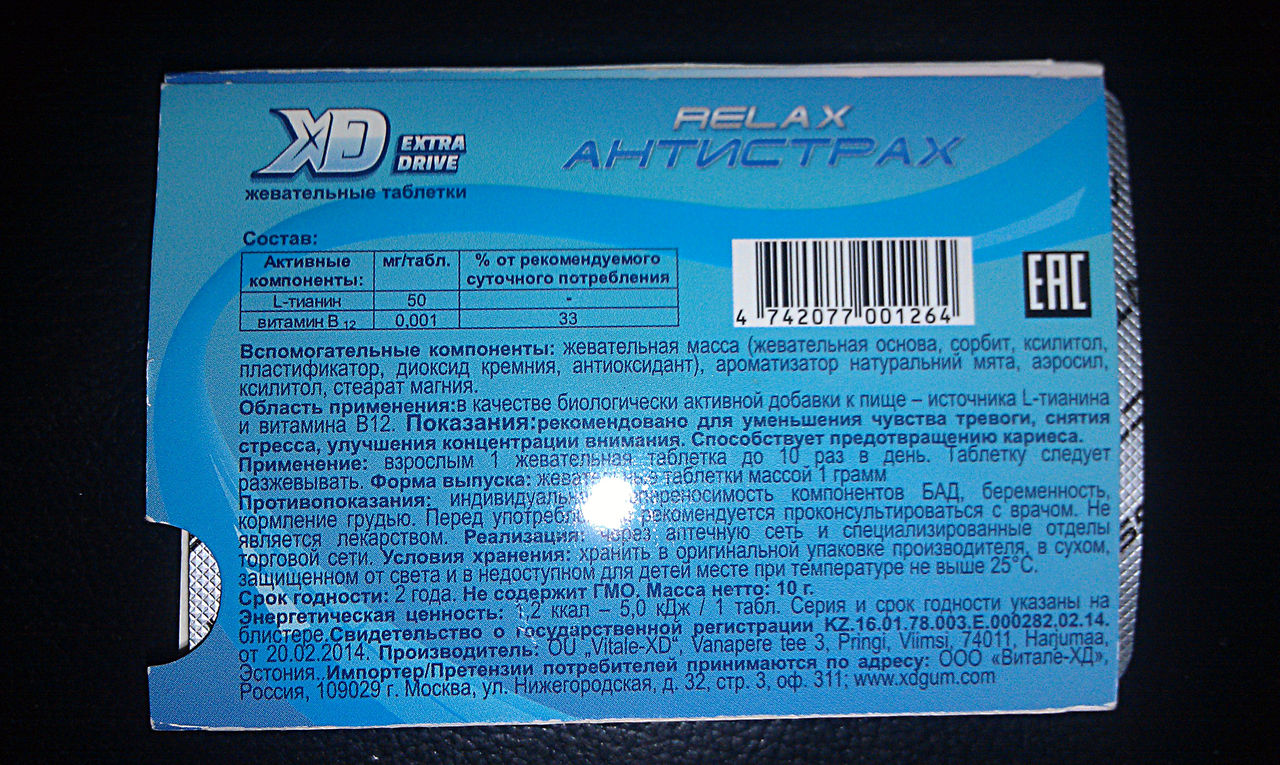 XD EXTRA DRIVE
жевательные таблетки
RELAX
АНТИСТРАХ
Состав:
Активные компоненты: мг/табл. % от рекомендуемого суточного потребления
L-тианин 50 -
витамин В 12 0,001 33
4 742077 001264
EAC
Вспомогательные компоненты: жевательная масса (жевательная основа, сорбит, ксилитол,
пластификатор, диоксид кремния, антиоксидант), ароматизатор натуральний мята, аэросил,
ксилитол, стеарат магния.
Область применения:в качестве биологически активной добавки к пище – источника L-тианина
и витамина В12. Показания:рекомендовано для уменьшения чувства тревоги, снятия
стресса, улучшения концентрации внимания. Способствует предотвращению кариеса.
Применение: взрослым 1 жевательная таблетка до 10 раз в день. Таблетку следует
разжевывать. Форма выпуска: таблетки массой 1 грамм
Противопоказания: компонентов БАД, беременность,
кормление грудью. Перед рекомендуется проконсультироваться с врачом. Не
является лекарством. Реализация: через аптечную сеть и специализированные отделы
торговой сети. Условия хранения: хранить в оригинальной упаковке производителя, в сухом,
защищенном от света и в недоступном для детей месте при температуре не выше 25°С.
Срок годности: 2 года. Не содержит ГМО. Масса нетто: 10 г.
Энергетическая ценность: 1,2 ккал – 5,0 кДж / 1 табл. Серия и срок годности указаны на
блистере.Свидетельство о государственной регистрации KZ.16.01.78.003.E.000282.02.14.
от 20.02.2014. Производитель: OU „Vitale-XD", Vanapere tee 3, Pringi, Viimsi, 74011, Harjumaa,
Эстония. Импортер/Претензии потребителей принимаются по адресу: ООО «Витале-ХД»,
Россия, 109029 г. Москва, ул. Нижегородская, д. 32, стр. 3, оф. 311; www.xdgum.com